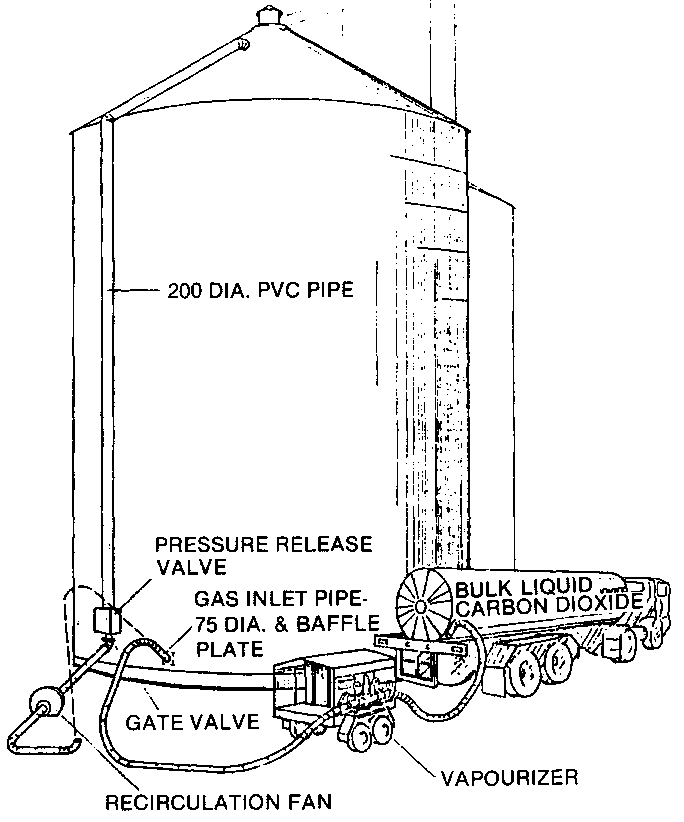 200 DIA. PVC PIPE
PRESSURE RELEASE
VALVE
GAS INLET PIPE-
75 DIA. & BAFFLE
PLATE
BULK LIQUID
CARBON DIOXIDE
GATE VALVE
VAPOURIZER
RECIRCULATION FAN